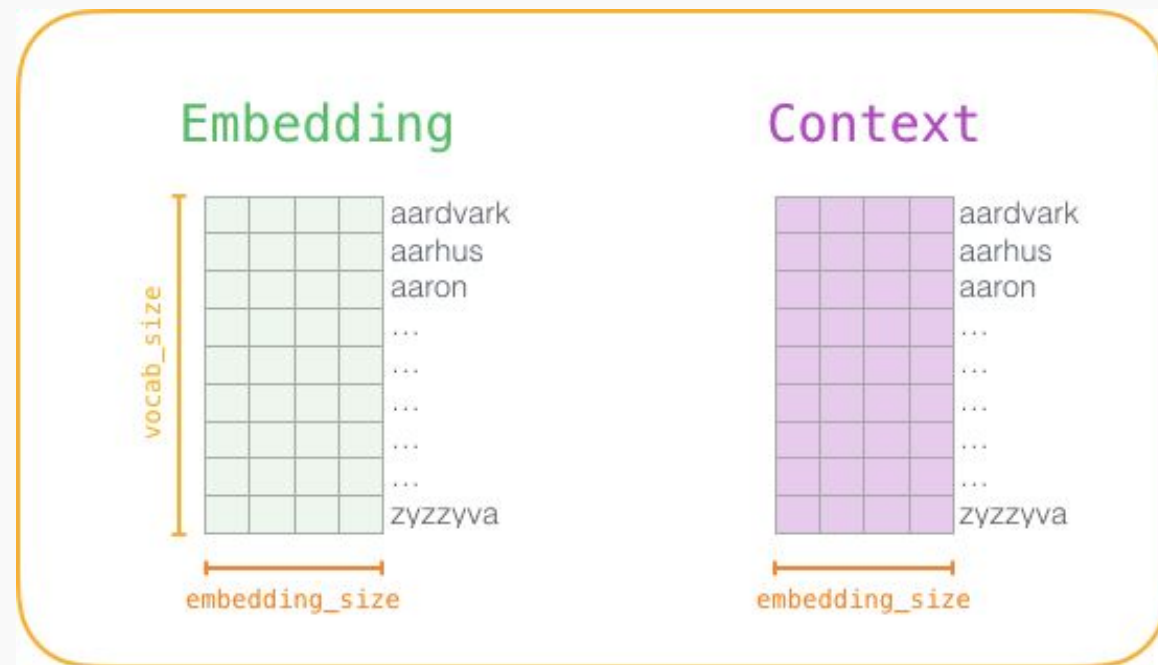 Embedding
Context
vocab_size
aardvark
aarhus
aaron
...
...
...
...
...
zyzzyva
embedding_size
aardvark
aarhus
aaron
...
...
...
...
...
zyzzyva
embedding_size